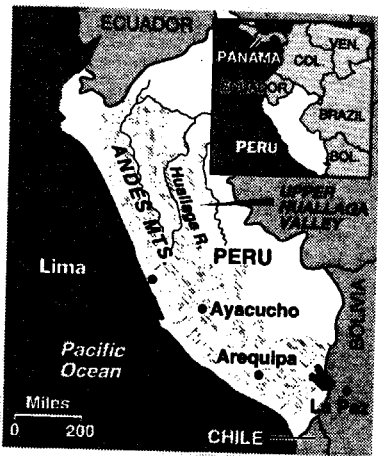 ECUADOR
PANAMA
VEN.
COL.
ECUADOR
BRAZIL
PERU
BOL.
ANDES MTS
Huallaga R.
UPPER
HUALLAGA
VALLEY
PERU
Lima
Ayacucho
BOLIVIA
Pacific
Ocean
Arequipa
La Paz
Miles
0 200
CHILE